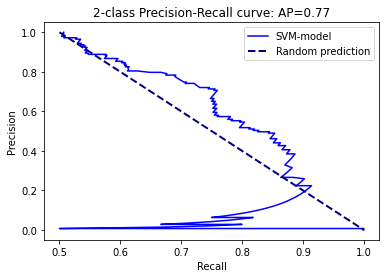 2-class Precision-Recall curve: AP=0.77
SVM-model
Random prediction
Precision
1.0
0.8
0.6
0.4
0.2
0.0
0.5
0.6
0.7
0.8
0.9
1.0
Recall